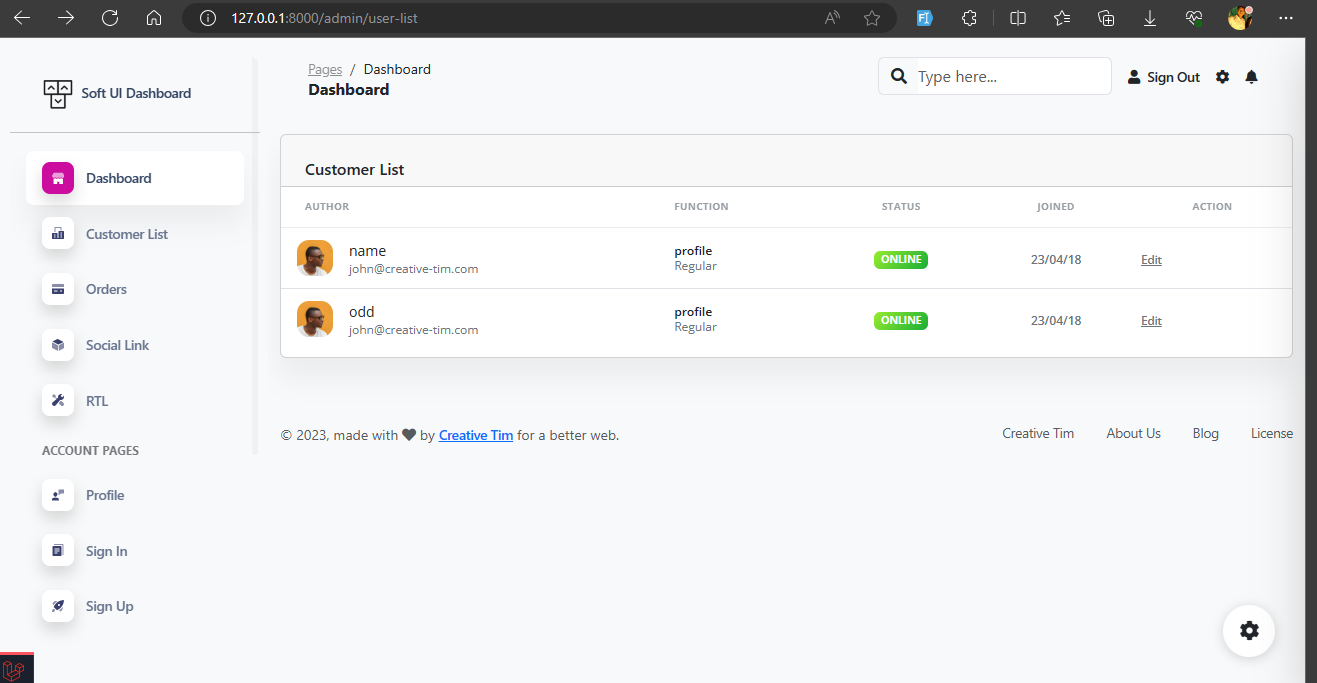 127.0.0.1:8000/admin/user-list
Soft UI Dashboard
Pages / Dashboard
Dashboard
Type here...
Sign Out
Dashboard
Customer List
Orders
Social Link
RTL
ACCOUNT PAGES
Profile
Sign In
Sign Up
Customer List
AUTHOR FUNCTION STATUS JOINED ACTION
name
john@creative-tim.com
profile
Regular
ONLINE
23/04/18
Edit
odd
john@creative-tim.com
profile
Regular
ONLINE
23/04/18
Edit
© 2023, made with by Creative Tim for a better web.
Creative Tim About Us Blog License